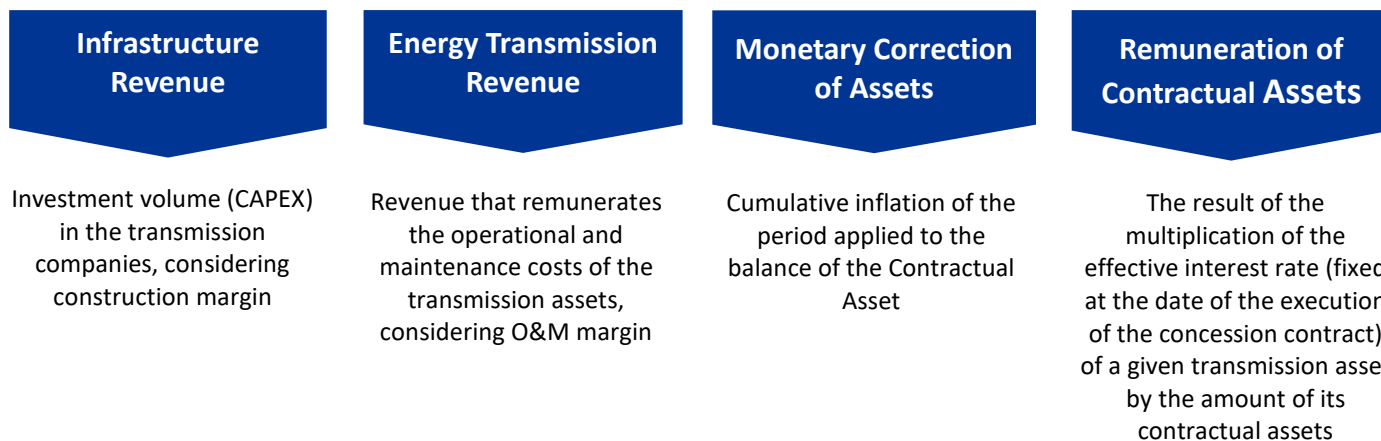 Infrastructure
Revenue
Investment volume (CAPEX)
in the transmission
companies, considering
construction margin
Energy Transmission
Revenue
Revenue that remunerates
the operational and
maintenance costs of the
transmission assets,
considering O&M margin
Monetary Correction
of Assets
Cumulative inflation of the
period applied to the
balance of the Contractual
Asset
Remuneration of
Contractual Assets
The result of the
multiplication of the
effective interest rate (fixed
at the date of the execution
of the concession contract)
of a given transmission asse
by the amount of its
contractual assets